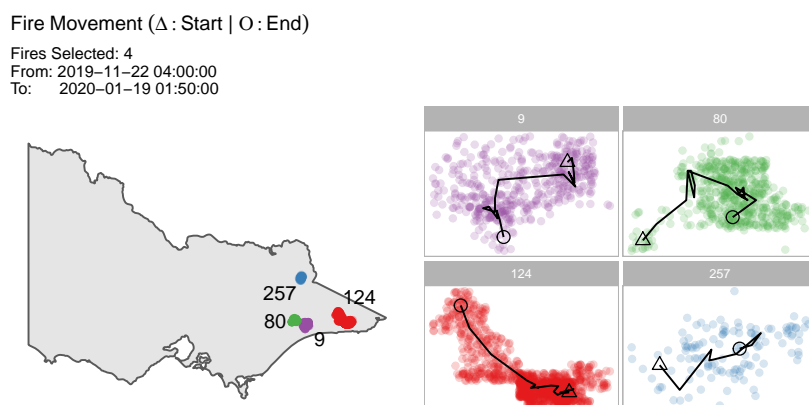 Fire Movement (Δ : Start | O : End)
Fires Selected: 4
From: 2019−11−22 04:00:00
To: 2020−01−19 01:50:00
9
80
257
124
80
9
124
257